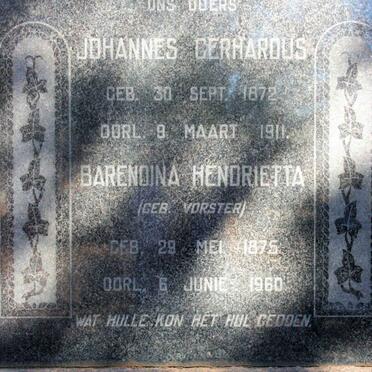 ONS OUERS
JOHANNES GERHARDUS
GEB. 30 SEPT. 1872
OORL. 9 MAART 1911.
BARENDINA HENDRIETTA
(GEB. VORSTER)
GEB. 29 MEI 1875
OORL. 6 JUNIE 1960
WAT HULLE KON HET HUL GEDOEN.